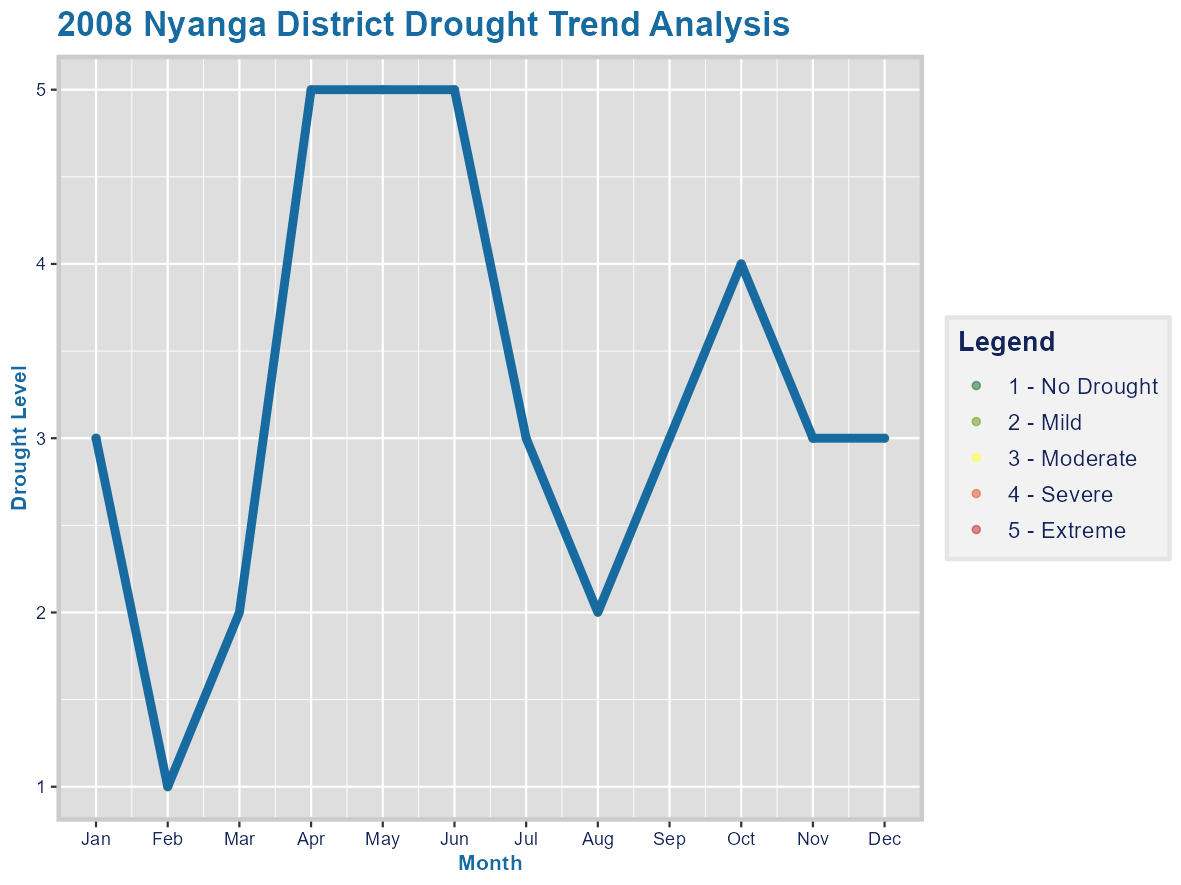 2008 Nyanga District Drought Trend Analysis
Drought Level
5
4
3
2
1
Jan Feb Mar Apr May Jun Jul Aug Sep Oct Nov Dec
Month
Legend
1 - No Drought
2 - Mild
3 - Moderate
4 - Severe
5 - Extreme